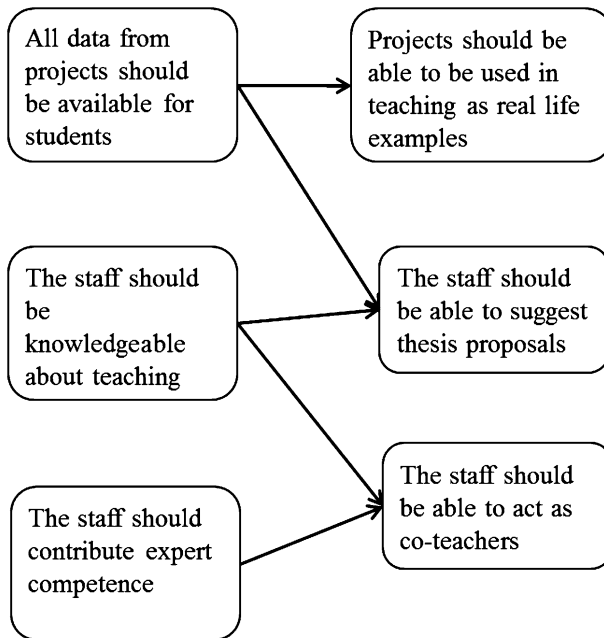 All data from
projects should
be available for
students
Projects should be
able to be used in
teaching as real life
examples
The staff should
be
knowledgeable
about teaching
The staff should
be able to suggest
thesis proposals
The staff should
contribute expert
competence
The staff should
be able to act as
co-teachers